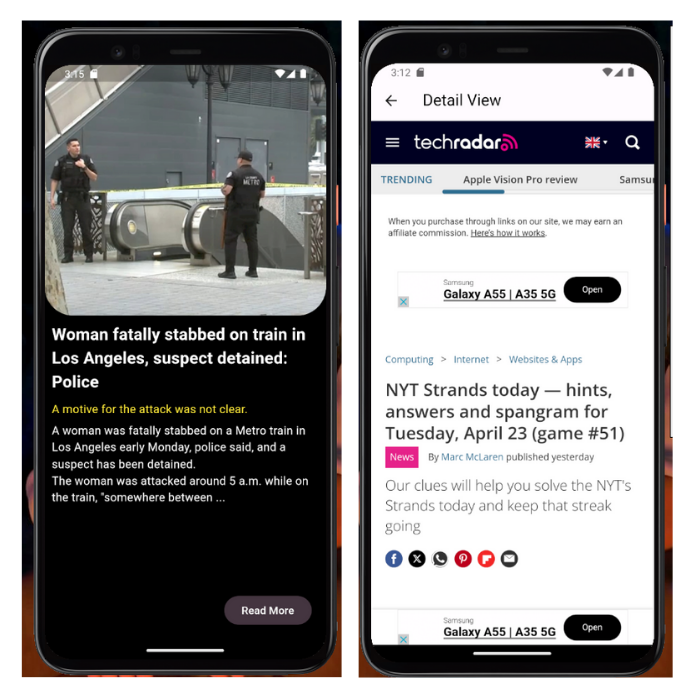 3:15
METRO
Woman fatally stabbed on train in
Los Angeles, suspect detained:
Police
A motive for the attack was not clear.
A woman was fatally stabbed on a Metro train in
Los Angeles early Monday, police said, and a
suspect has been detained.
The woman was attacked around 5 a.m. while on
the train, "somewhere between ...
Read More
3:12
Detail View
techradar
TRENDING
Apple Vision Pro review
Samsu
When you purchase through links on our site, we may earn an
affiliate commission. Here's how it works.
Samsung
Galaxy A55 | A35 5G
Open
Computing > Internet > Websites & Apps
NYT Strands today — hints,
answers and spangram for
Tuesday, April 23 (game #51)
News By Marc McLaren published yesterday
Our clues will help you solve the NYT's
Strands today and keep that streak
going
Samsung
Galaxy A55 | A35 5G
Open